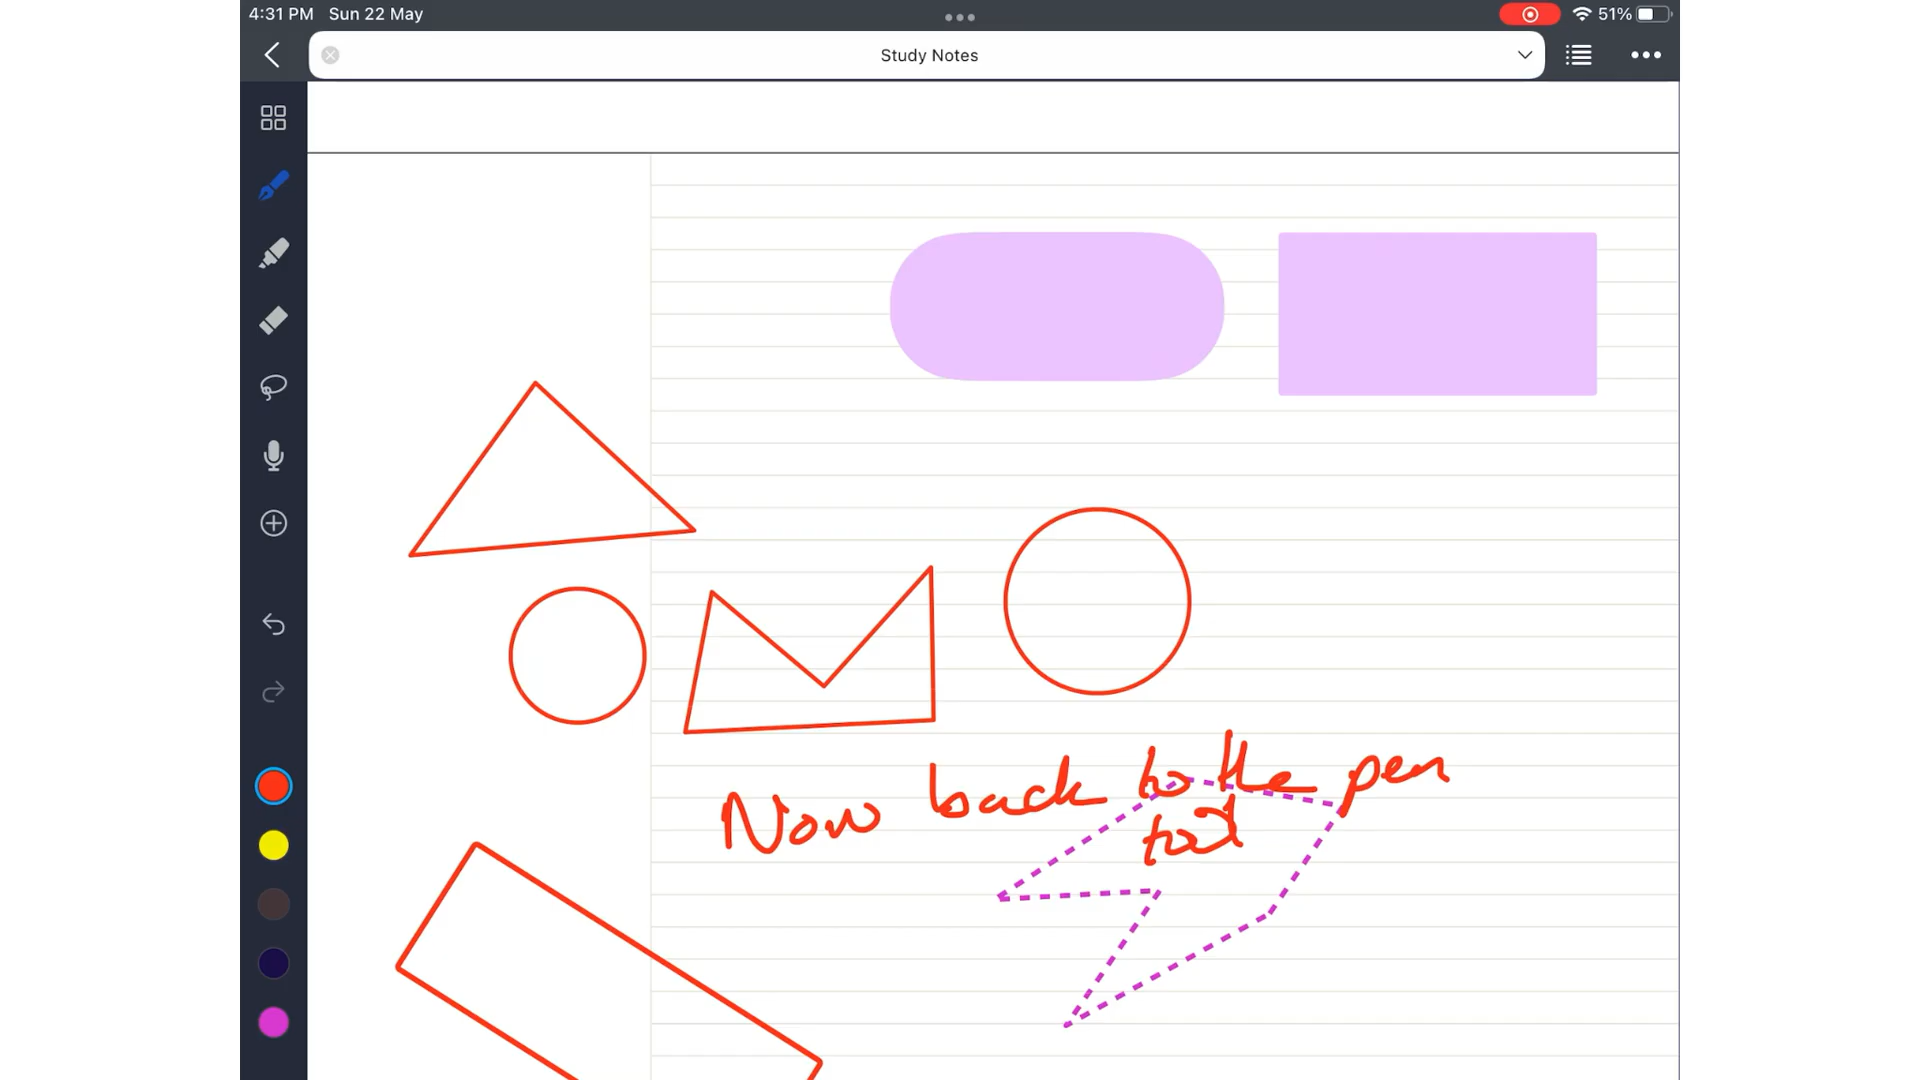 4:31 PM Sun 22 May
51%
Study Notes
Now back to the pen
tool